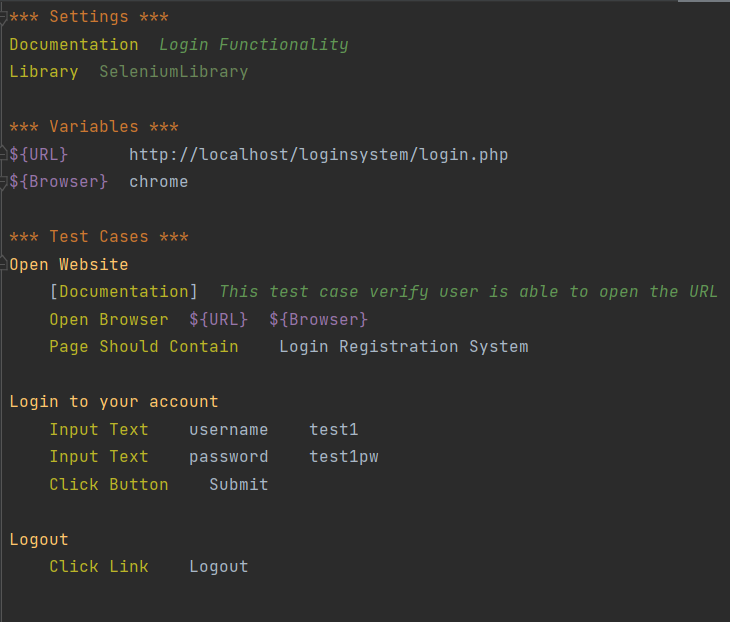 *** Settings ***
Documentation  Login Functionality
Library  SeleniumLibrary
*** Variables ***
${URL}      http://localhost/loginsystem/login.php
${Browser}  chrome
*** Test Cases ***
Open Website
    [Documentation]  This test case verify user is able to open the URL
    Open Browser  ${URL}  ${Browser}
    Page Should Contain    Login Registration System
Login to your account
    Input Text    username    test1
    Input Text    password    test1pw
    Click Button    Submit
Logout
    Click Link    Logout